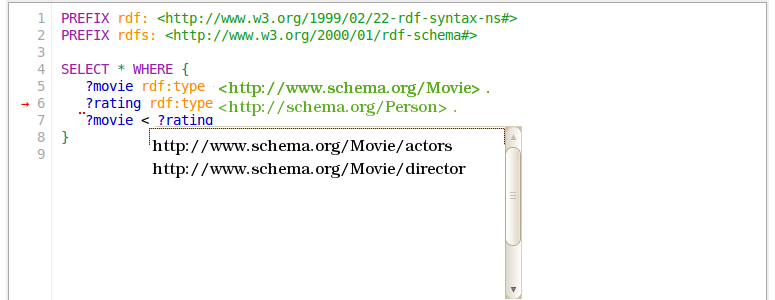 1 PREFIX rdf: <http://www.w3.org/1999/02/22-rdf-syntax-ns#>
2 PREFIX rdfs: <http://www.w3.org/2000/01/rdf-schema#>
3
4 SELECT * WHERE {
5 ?movie rdf:type <http://www.schema.org/Movie> .
→ 6 ?rating rdf:type <http://schema.org/Person> .
7 ?movie < ?rating
8 }
http://www.schema.org/Movie/actors
9
http://www.schema.org/Movie/director